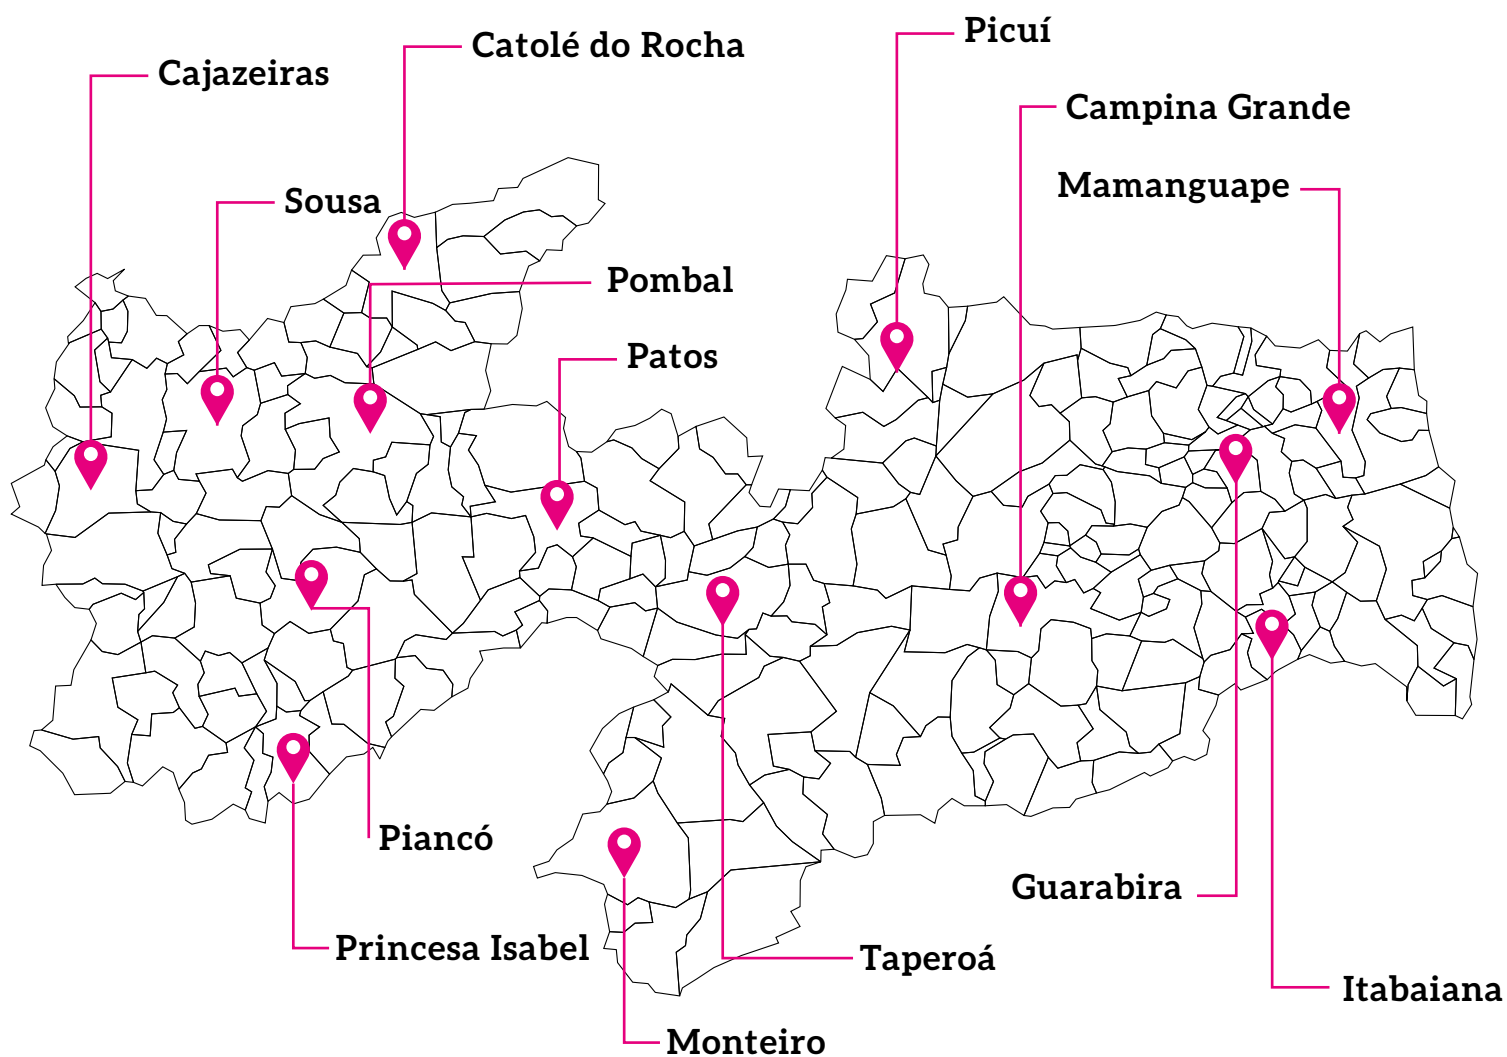 Picuí
Catolé do Rocha
Cajazeiras
Campina Grande
Mamanguape
Sousa
Pombal
Patos
Piancó
Guarabira
Princesa Isabel
Taperoá
Itabaiana
Monteiro